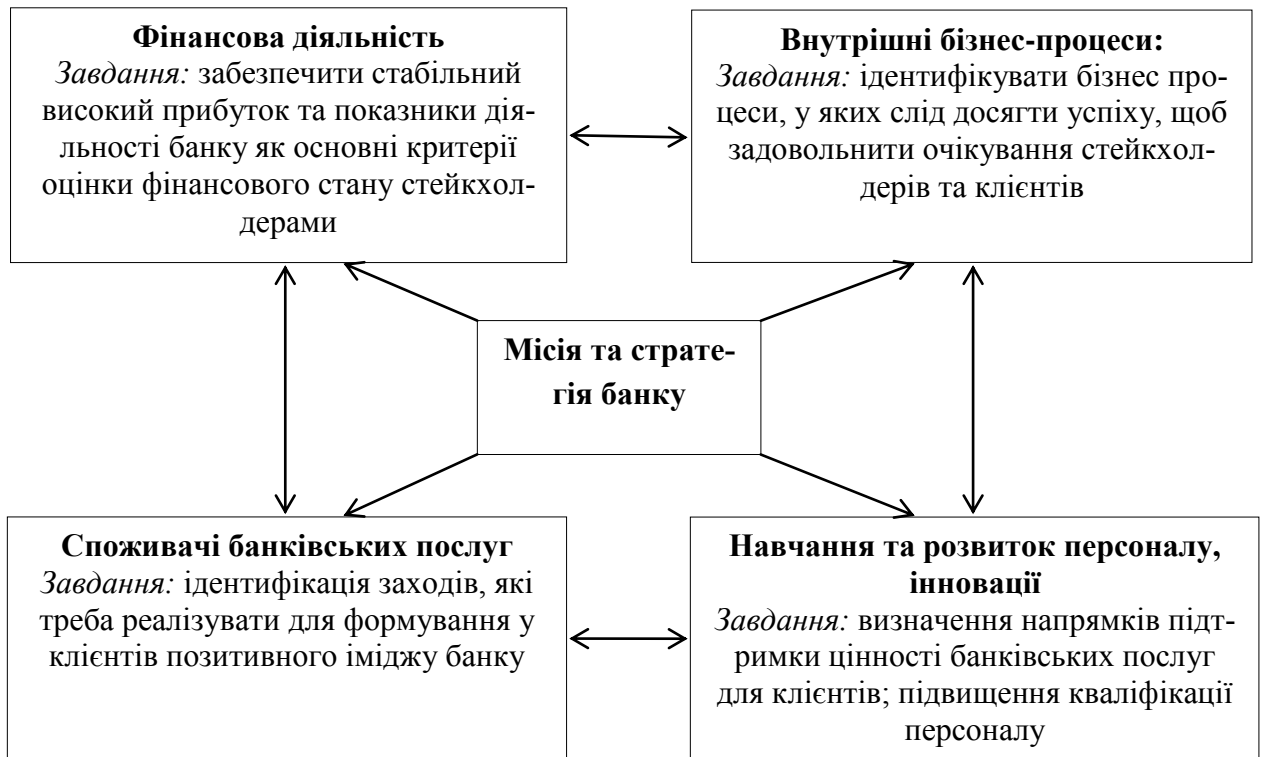 Фінансова діяльність
Завдання: забезпечити стабільний
високий прибуток та показники дія-
льності банку як основні критерії
оцінки фінансового стану стейкхол-
дерами
Внутрішні бізнес-процеси:
Завдання: ідентифікувати бізнес про-
цеси, у яких слід досягти успіху, щоб
задовольнити очікування стейкхол-
дерів та клієнтів
Місія та страте-
гія банку
Споживачі банківських послуг
Завдання: ідентифікація заходів, які
треба реалізувати для формування у
клієнтів позитивного іміджу банку
Навчання та розвиток персоналу,
інновації
Завдання: визначення напрямків підт-
римки цінності банківських послуг
для клієнтів; підвищення кваліфікації
персоналу